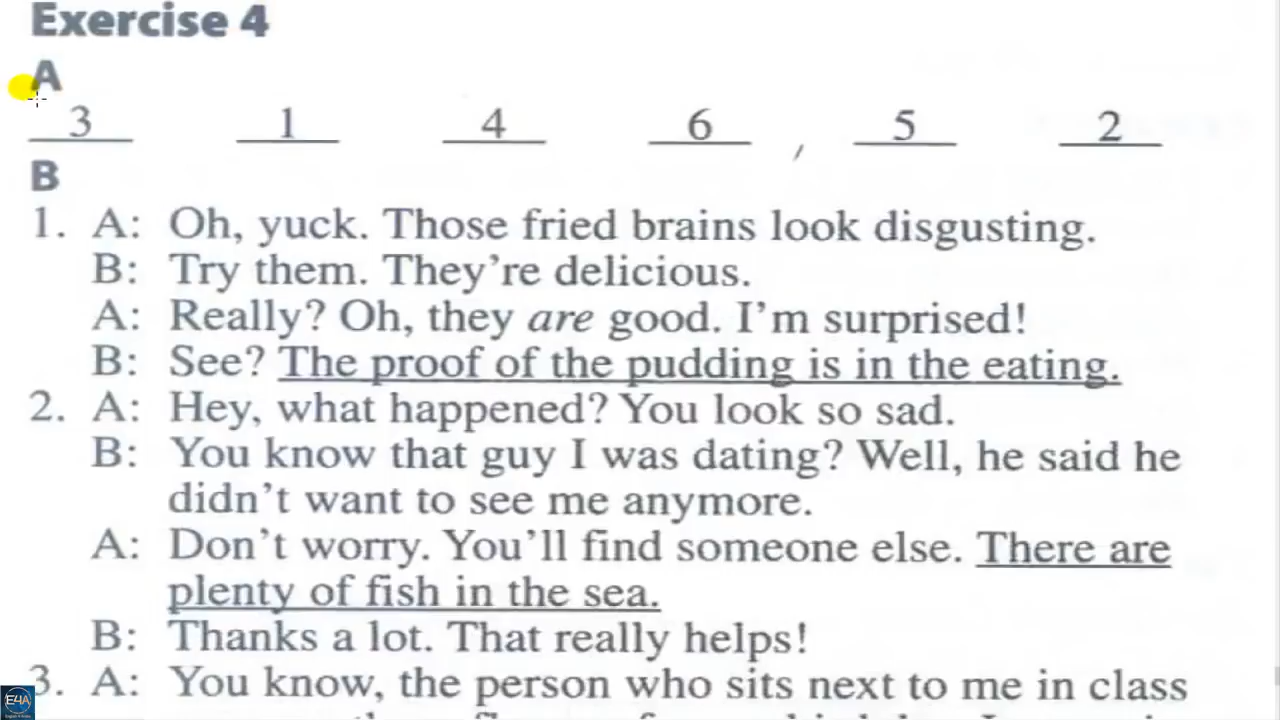 Exercise 4
A
3 1 4 6 , 5 2
B
1. A: Oh, yuck. Those fried brains look disgusting.
B: Try them. They're delicious.
A: Really? Oh, they are good. I'm surprised!
B: See? The proof of the pudding is in the eating.
2. A: Hey, what happened? You look so sad.
B: You know that guy I was dating? Well, he said he
didn't want to see me anymore.
A: Don't worry. You'll find someone else. There are
plenty of fish in the sea.
B: Thanks a lot. That really helps!
3. A: You know, the person who sits next to me in class
E4A